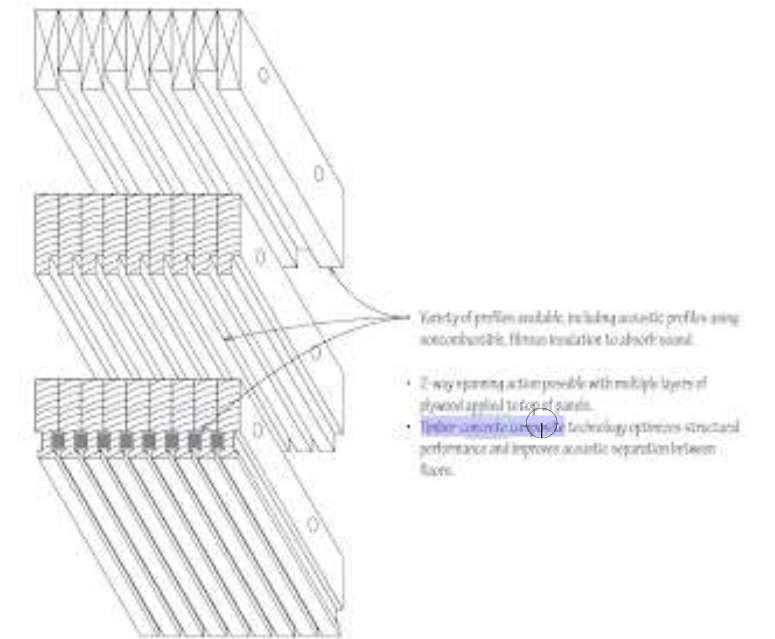 Variety of profiles available, including acoustic profiles using
noncombustible, fibrous insulation to absorb sound.
• 2-way spanning action possible with multiple layers of
plywood applied to top of panels.
• Timber-concrete composite technology optimizes structural
performance and improves acoustic separation between
floors.